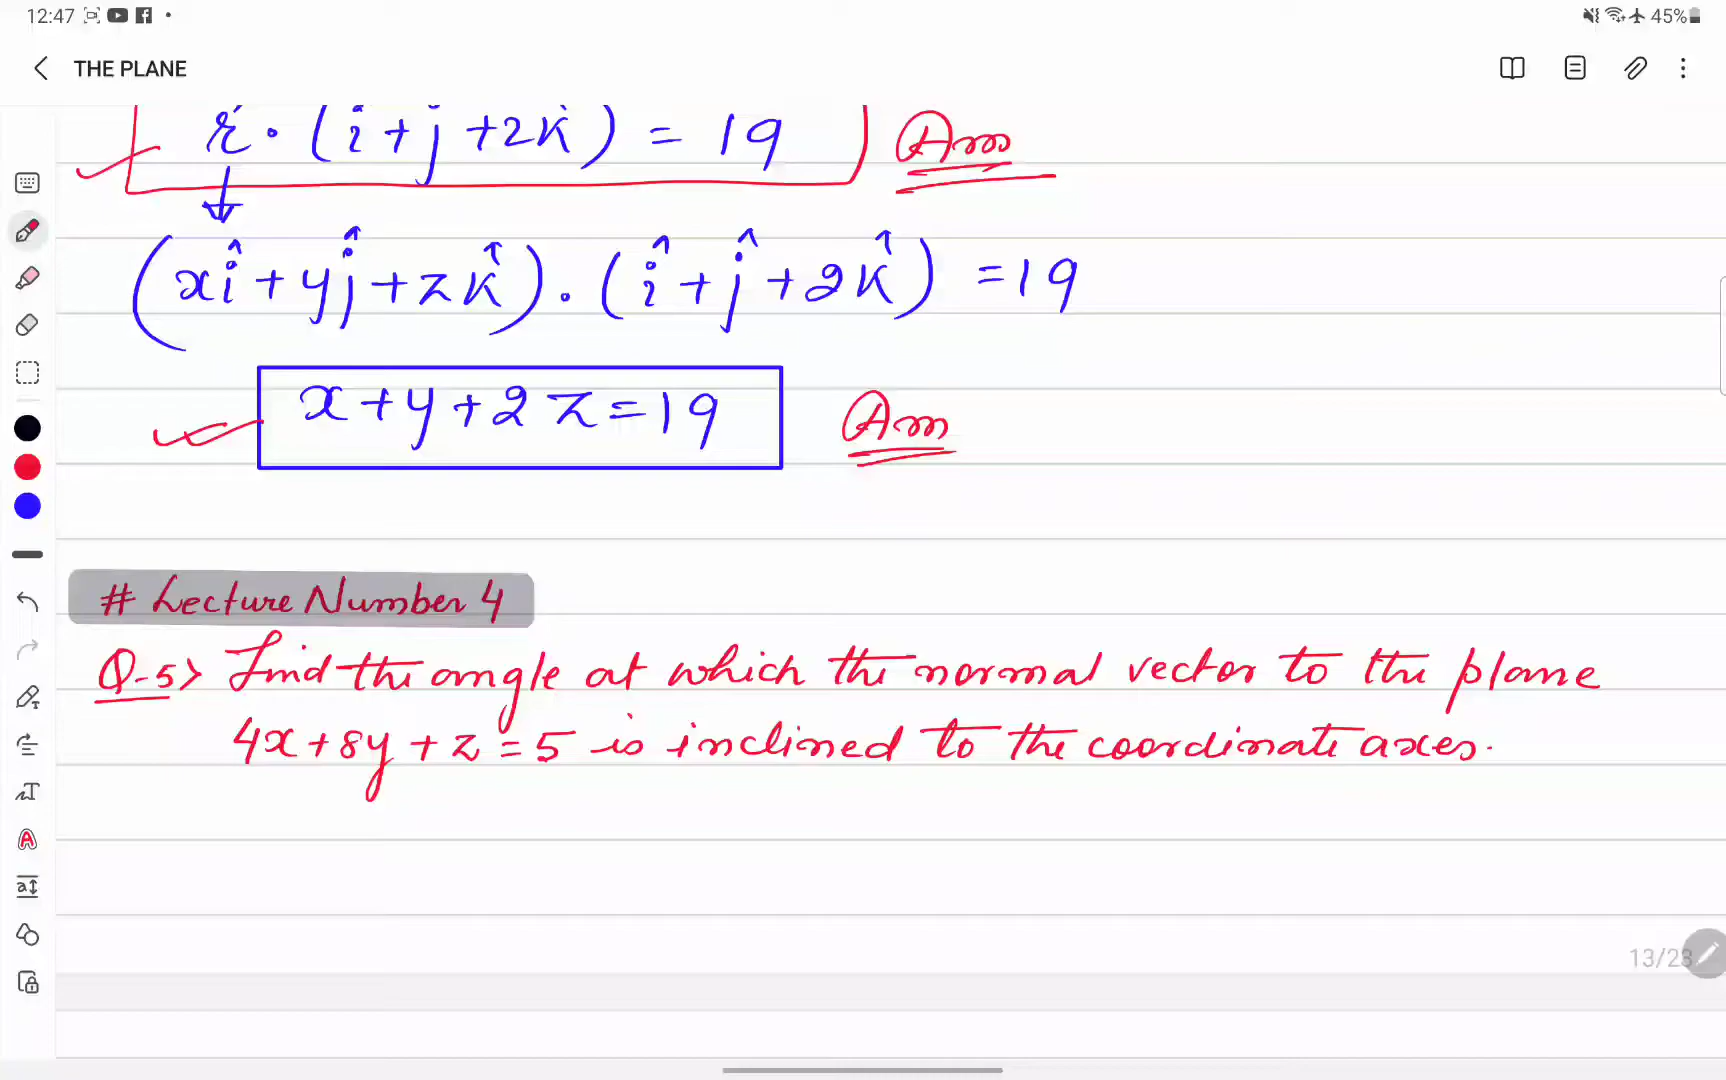 12:47
45%
THE PLANE
r · (i + j + 2k) = 19 Ans
(xî + yĵ + zk̂) · (î + ĵ + 2k̂) = 19
x + y + 2z = 19 Ans
# Lecture Number 4
Q-5> Find the angle at which the normal vector to the plane
4x + 8y + z = 5 is inclined to the coordinate axes.
13/23